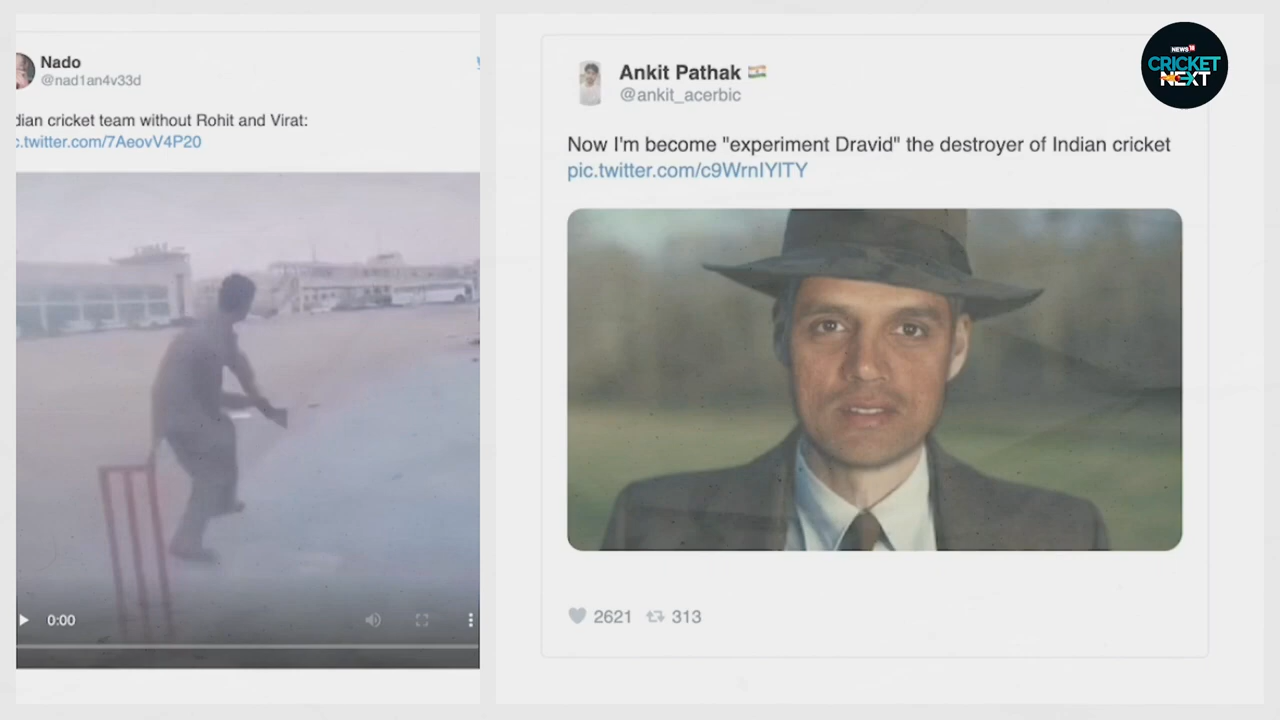 Nado
@nad1an4v33d
dian cricket team without Rohit and Virat:
c.twitter.com/7AeovV4P20
0:00
Ankit Pathak
@ankit_acerbic
Now I'm become "experiment Dravid" the destroyer of Indian cricket
pic.twitter.com/c9WrnIYlTY
2621 313
NEWS18
CRICKET
NEXT